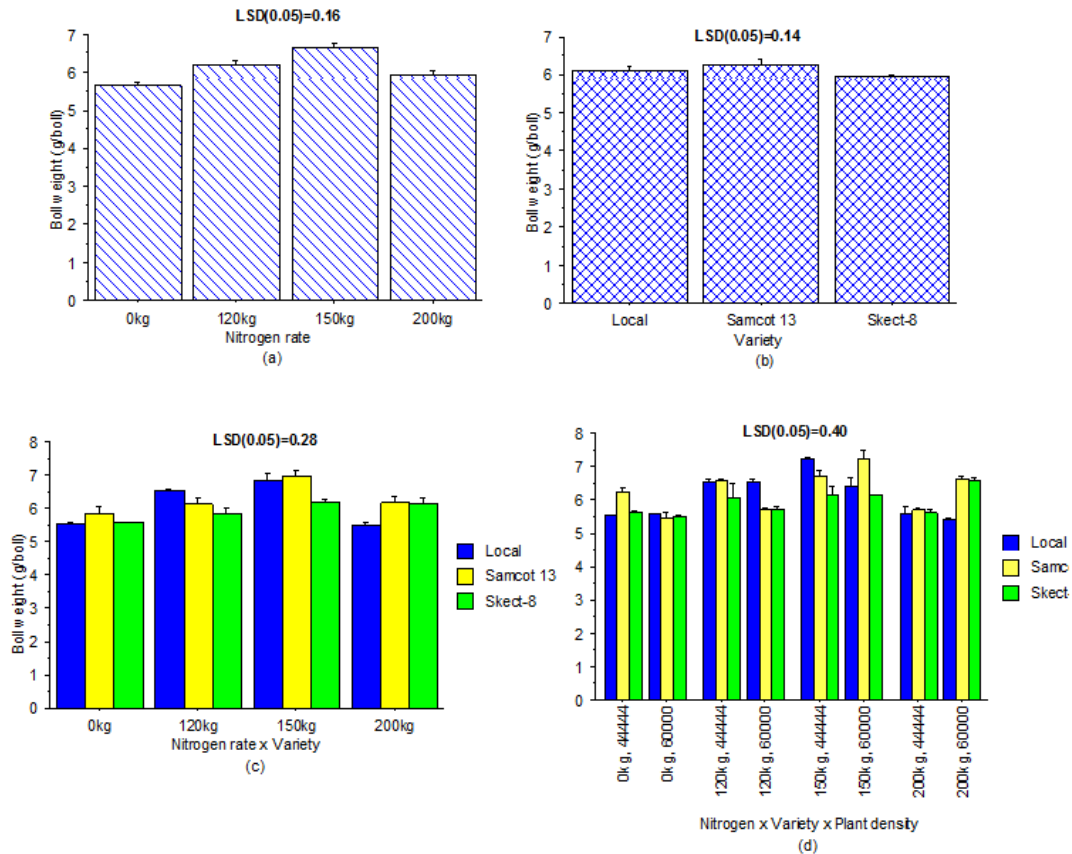 LSD(0.05)=0.16
7
6
5
4
3
2
1
0
Boll weight (g/boll)
0kg 120kg 150kg 200kg
Nitrogen rate
(a)
LSD(0.05)=0.14
7
6
5
4
3
2
1
0
Boll weight (g/boll)
Local Samcot 13 Skect-8
Variety
(b)
LSD(0.05)=0.28
8
7
6
5
4
3
2
1
0
Boll weight (g/boll)
0kg 120kg 150kg 200kg
Nitrogen rate x Variety
(c)
Local
Samcot 13
Skect-8
LSD(0.05)=0.40
8
7
6
5
4
3
2
1
0
0kg, 44444
0kg, 60000
120kg, 44444
120kg, 60000
150kg, 44444
150kg, 60000
200kg, 44444
200kg, 60000
Nitrogen x Variety x Plant density
(d)
Local
Samc
Skect-